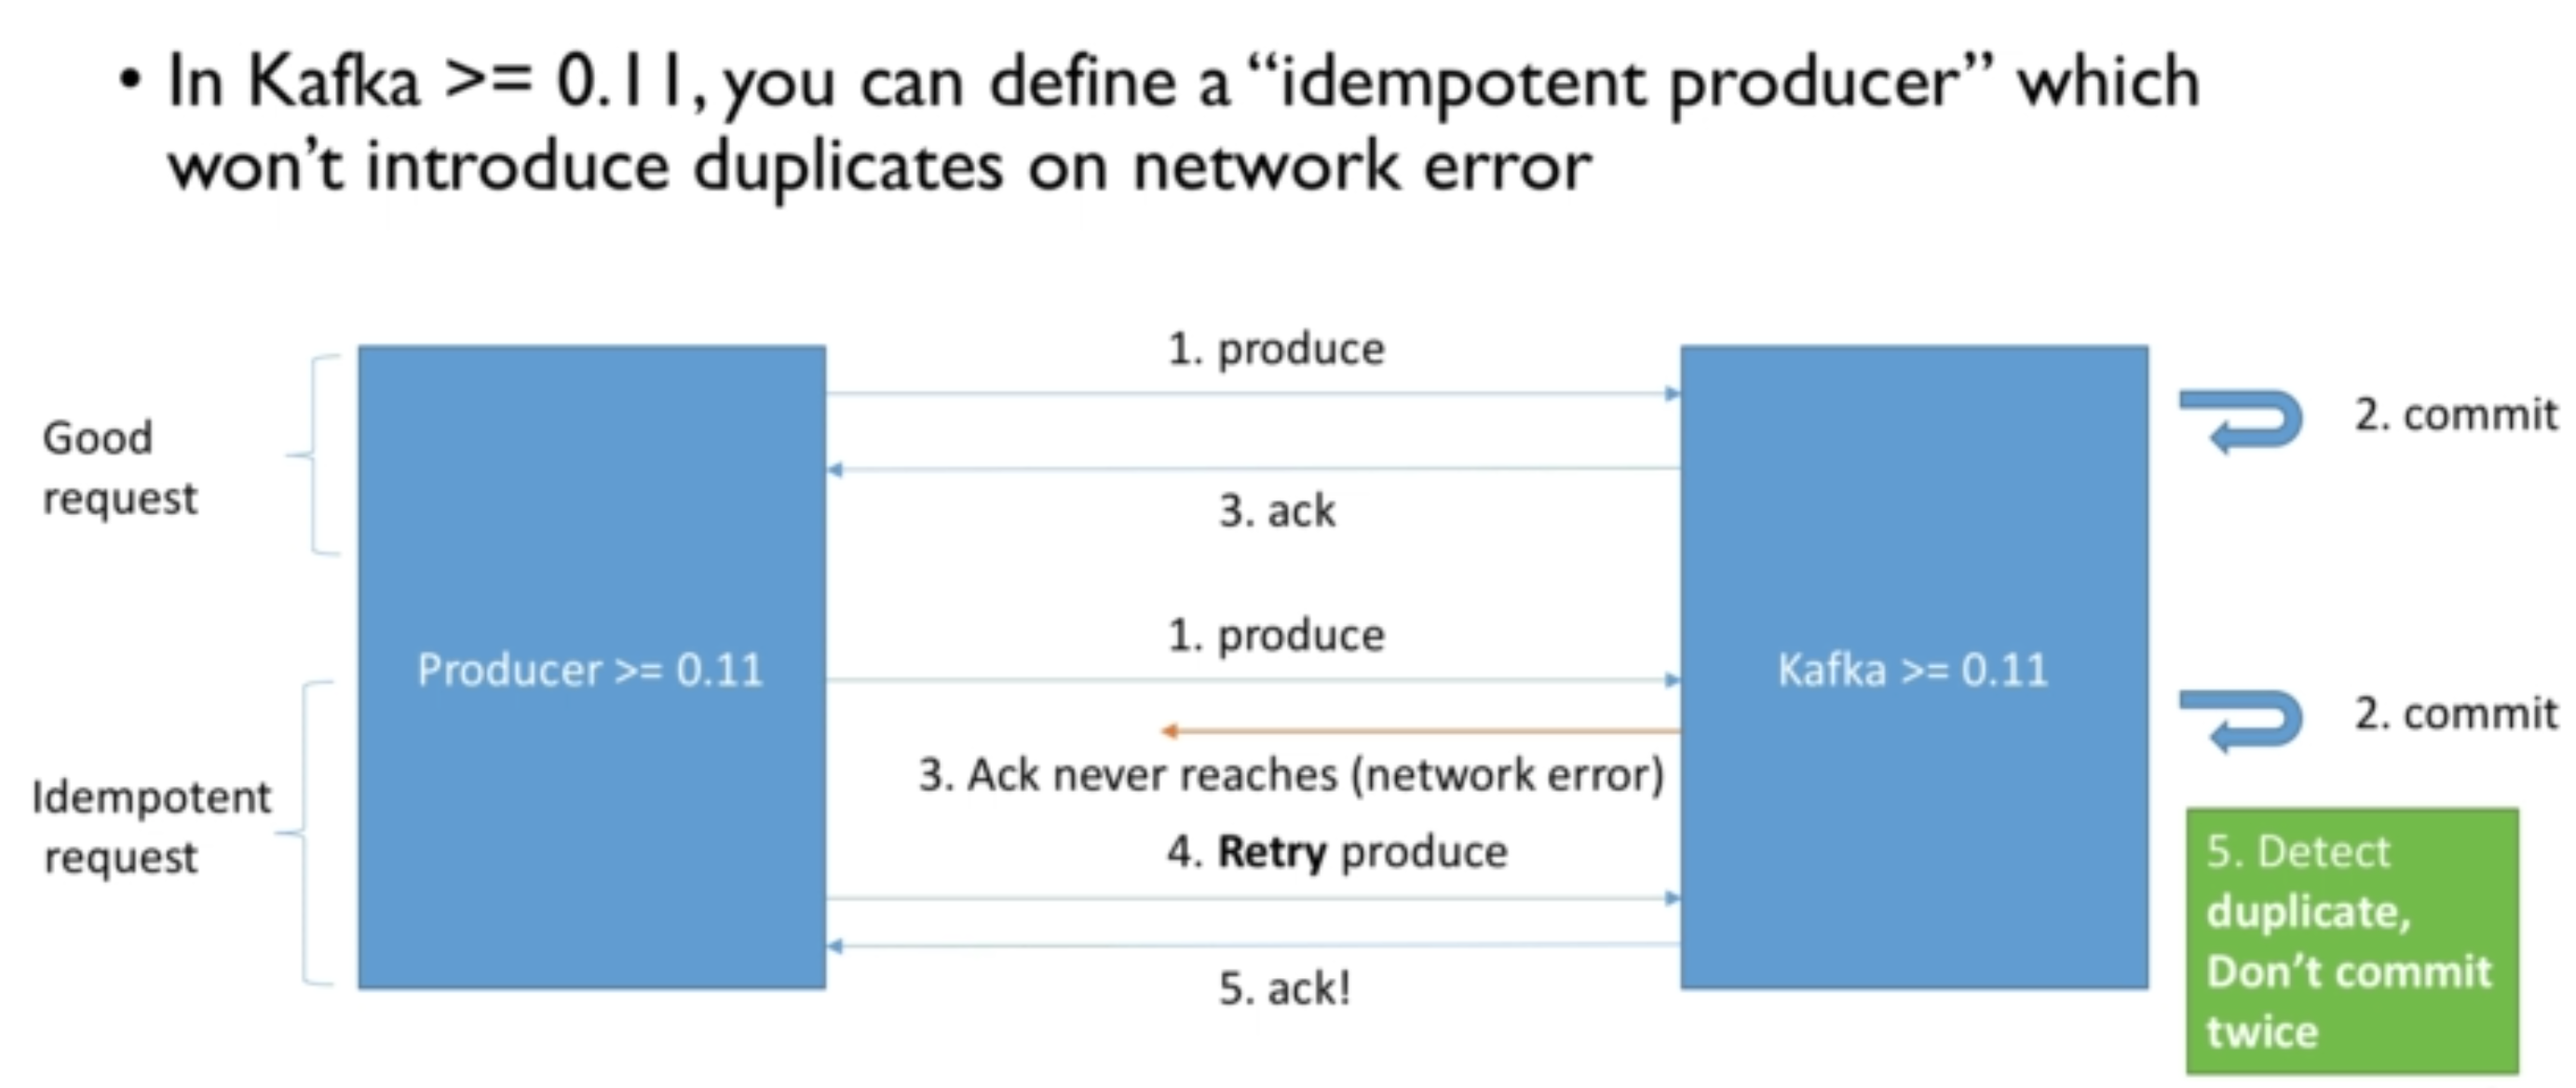 • In Kafka >= 0.11, you can define a “idempotent producer” which
won’t introduce duplicates on network error
Good
request
1. produce
2. commit
3. ack
Producer >= 0.11
Kafka >= 0.11
Idempotent
request
1. produce
2. commit
3. Ack never reaches (network error)
4. Retry produce
5. ack!
5. Detect
duplicate,
Don’t commit
twice